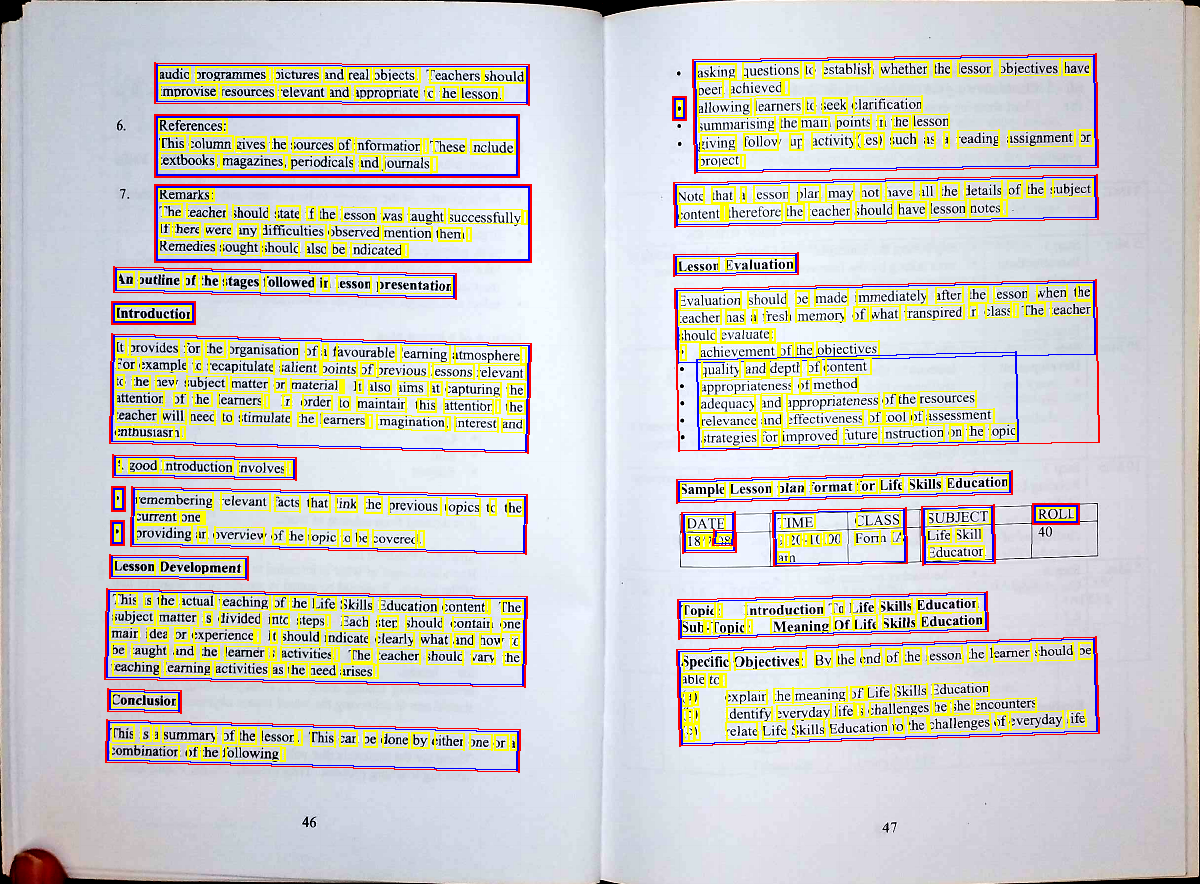 audio programmes pictures and real objects. Teachers should
improvise resources relevant and appropriate to the lesson.
6. References:
This column gives the sources of information. These include
textbooks, magazines, periodicals and journals
7. Remarks:
The teacher should state if the lesson was taught successfully.
If there were any difficulties observed mention them.
Remedies sought should also be indicated
An outline of the stages followed in lesson presentation
Introduction
It provides for the organisation of a favourable learning atmosphere.
For example to recapitulate salient points of previous lessons relevant
to the new subject matter or material. It also aims at capturing the
attention of the learners. In order to maintain this attention, the
teacher will need to stimulate the learners' imagination, interest and
enthusiasm.
A good introduction involves:
• remembering relevant facts that link the previous topics to the
current one
• providing an overview of the topic to be covered.
Lesson Development
This is the actual teaching of the Life Skills Education content. The
subject matter is divided into steps. Each step should contain one
main idea or experience. It should indicate clearly what and how to
be taught and the learner's activities. The teacher should vary the
teaching learning activities as the need arises.
Conclusion
This is a summary of the lesson. This can be done by either one or a
combination of the following
46
• asking questions to establish whether the lesson objectives have
been achieved
• allowing learners to seek clarification
• summarising the main points in the lesson
• giving follow up activity(ies) such as a reading assignment or
project
Note that a lesson plan may not have all the details of the subject
content, therefore the teacher should have lesson notes.
Lesson Evaluation
Evaluation should be made immediately after the lesson when the
teacher has a fresh memory of what transpired in class. The teacher
should evaluate:
• achievement of the objectives
• quality and depth of content
• appropriateness of method
• adequacy and appropriateness of the resources
• relevance and effectiveness of tool of assessment
• strategies for improved future instruction on the topic
Sample Lesson plan format for Life Skills Education
DATE TIME CLASS SUBJECT ROLL
Form Life Skill 40
am Education
Topic: Introduction To Life Skills Education
Sub-Topic: Meaning Of Life Skills Education
Specific Objectives: By the end of the lesson the learner should be
able to:
explain the meaning of Life Skills Education
identify everyday life's challenges he/she encounters
relate Life Skills Education to the challenges of everyday life
47